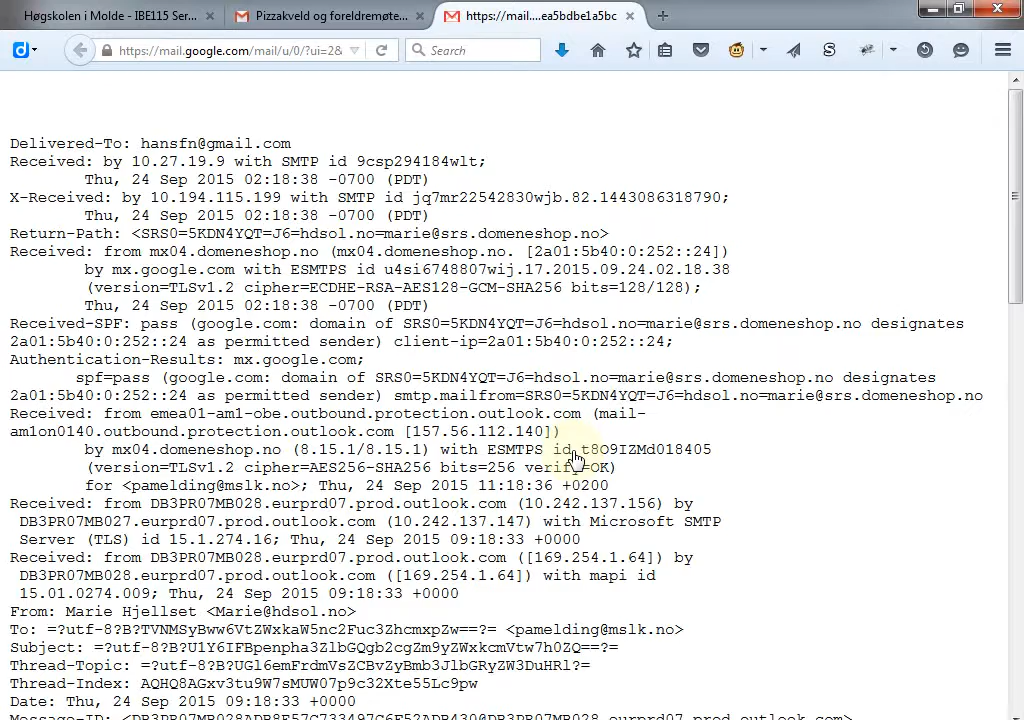 Høgskolen i Molde - IBE115 Ser... × Pizzakveld og foreldremøte... × https://mail....ea5bdbe1a5bc ×
https://mail.google.com/mail/u/0/?ui=2& Search
Delivered-To: hansfn@gmail.com
Received: by 10.27.19.9 with SMTP id 9csp294184wlt;
Thu, 24 Sep 2015 02:18:38 -0700 (PDT)
X-Received: by 10.194.115.199 with SMTP id jq7mr22542830wjb.82.1443086318790;
Thu, 24 Sep 2015 02:18:38 -0700 (PDT)
Return-Path: <SRS0=5KDN4YQT=J6=hdsol.no=marie@srs.domeneshop.no>
Received: from mx04.domeneshop.no (mx04.domeneshop.no. [2a01:5b40:0:252::24])
by mx.google.com with ESMTPS id u4si6748807wij.17.2015.09.24.02.18.38
(version=TLSv1.2 cipher=ECDHE-RSA-AES128-GCM-SHA256 bits=128/128);
Thu, 24 Sep 2015 02:18:38 -0700 (PDT)
Received-SPF: pass (google.com: domain of SRS0=5KDN4YQT=J6=hdsol.no=marie@srs.domeneshop.no designates
2a01:5b40:0:252::24 as permitted sender) client-ip=2a01:5b40:0:252::24;
Authentication-Results: mx.google.com;
spf=pass (google.com: domain of SRS0=5KDN4YQT=J6=hdsol.no=marie@srs.domeneshop.no designates
2a01:5b40:0:252::24 as permitted sender) smtp.mailfrom=SRS0=5KDN4YQT=J6=hdsol.no=marie@srs.domeneshop.no
Received: from emea01-am1-obe.outbound.protection.outlook.com (mail-
am1on0140.outbound.protection.outlook.com [157.56.112.140])
by mx04.domeneshop.no (8.15.1/8.15.1) with ESMTPS id t8O9IZMd018405
(version=TLSv1.2 cipher=AES256-SHA256 bits=256 verify=OK)
for <pamelding@mslk.no>; Thu, 24 Sep 2015 11:18:36 +0200
Received: from DB3PR07MB028.eurprd07.prod.outlook.com (10.242.137.156) by
DB3PR07MB027.eurprd07.prod.outlook.com (10.242.137.147) with Microsoft SMTP
Server (TLS) id 15.1.274.16; Thu, 24 Sep 2015 09:18:33 +0000
Received: from DB3PR07MB028.eurprd07.prod.outlook.com ([169.254.1.64]) by
DB3PR07MB028.eurprd07.prod.outlook.com ([169.254.1.64]) with mapi id
15.01.0274.009; Thu, 24 Sep 2015 09:18:33 +0000
From: Marie Hjellset <Marie@hdsol.no>
To: =?utf-8?B?TVNMSyBww6VtZWxkaW5nc2Fuc3ZhcmxpZw==?= <pamelding@mslk.no>
Subject: =?utf-8?B?U1Y6IFBpenpha3ZlbGQgb2cgZm9yZWxkcmVtw7h0ZQ==?=
Thread-Topic: =?utf-8?B?UGl6emFrdmVsZCBvZyBmb3JlbGRyZW3DuHRl?=
Thread-Index: AQHQ8AGxv3tu9W7sMUW07p9c32Xte55Lc9pw
Date: Thu, 24 Sep 2015 09:18:33 +0000